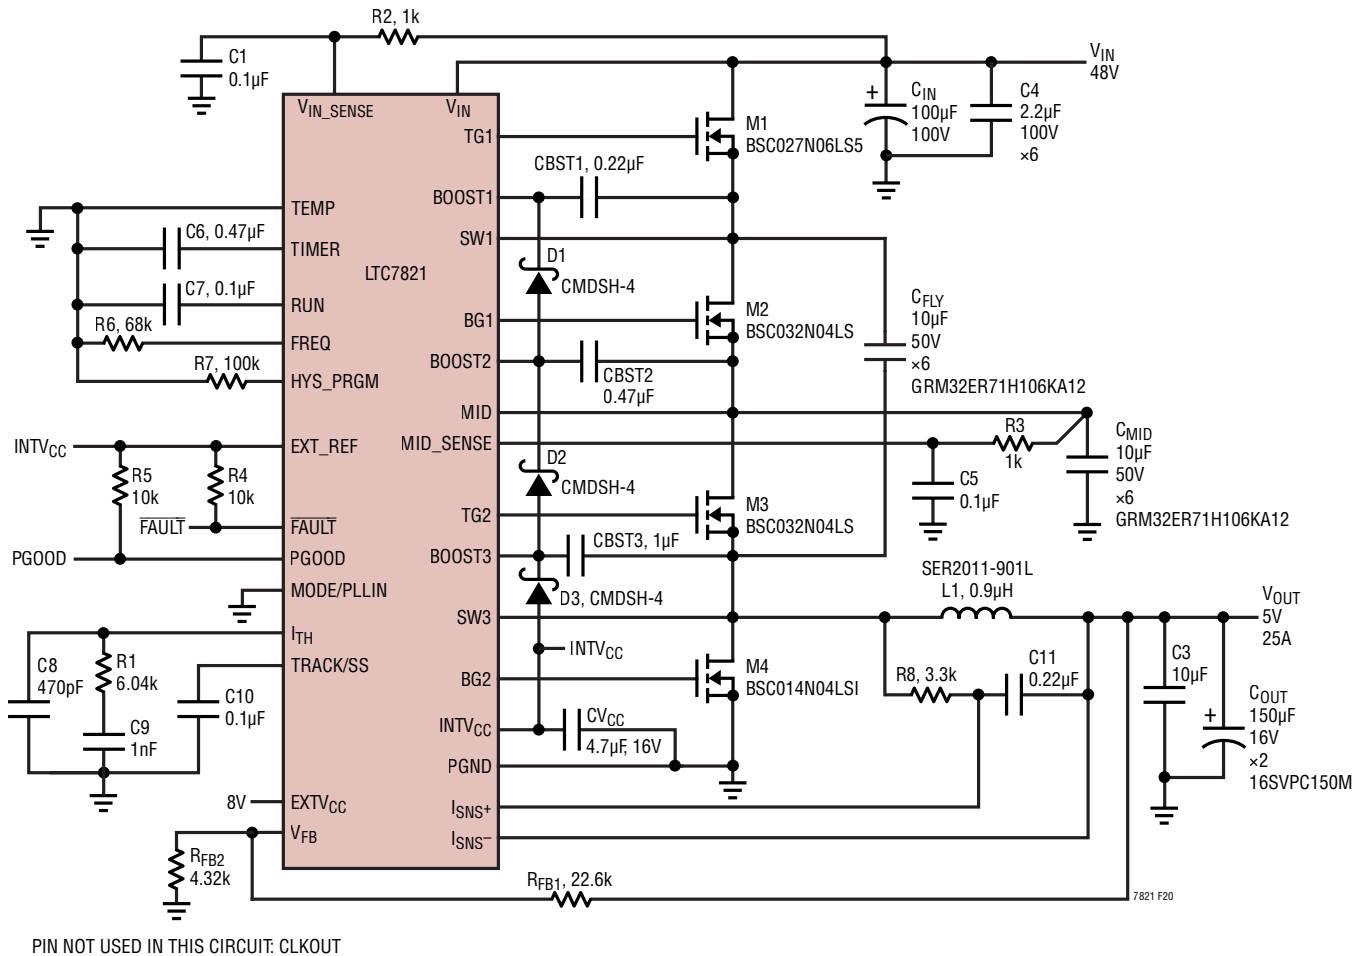 R2, 1k
C1
0.1µF
VIN_SENSE
VIN
VIN
48V
CIN
100µF
100V
+
C4
2.2µF
100V
×6
TG1
M1
BSC027N06LS5
CBST1, 0.22µF
BOOST1
SW1
D1
CMDSH-4
LTC7821
TEMP
C6, 0.47µF
TIMER
C7, 0.1µF
RUN
R6, 68k
FREQ
R7, 100k
HYS_PRGM
BG1
M2
BSC032N04LS
BOOST2
CBST2
0.47µF
CFLY
10µF
50V
×6
GRM32ER71H106KA12
MID
MID_SENSE
R3
1k
C5
0.1µF
CMID
10µF
50V
×6
GRM32ER71H106KA12
INTVCC
EXT_REF
R5
10k
R4
10k
FAULT
FAULT
PGOOD
PGOOD
MODE/PLLIN
D2
CMDSH-4
TG2
M3
BSC032N04LS
BOOST3
CBST3, 1µF
D3, CMDSH-4
SER2011-901L
L1, 0.9µH
SW3
VOUT
5V
25A
INTVCC
ITH
TRACK/SS
C8
470pF
R1
6.04k
C9
1nF
C10
0.1µF
BG2
M4
BSC014N04LSI
R8, 3.3k
C11
0.22µF
C3
10µF
COUT
150µF
16V
×2
16SVPC150M
+
INTVCC
CVCC
4.7µF, 16V
PGND
8V
EXTVCC
ISNS+
VFB
ISNS–
RFB2
4.32k
RFB1, 22.6k
7821 F20
PIN NOT USED IN THIS CIRCUIT: CLKOUT